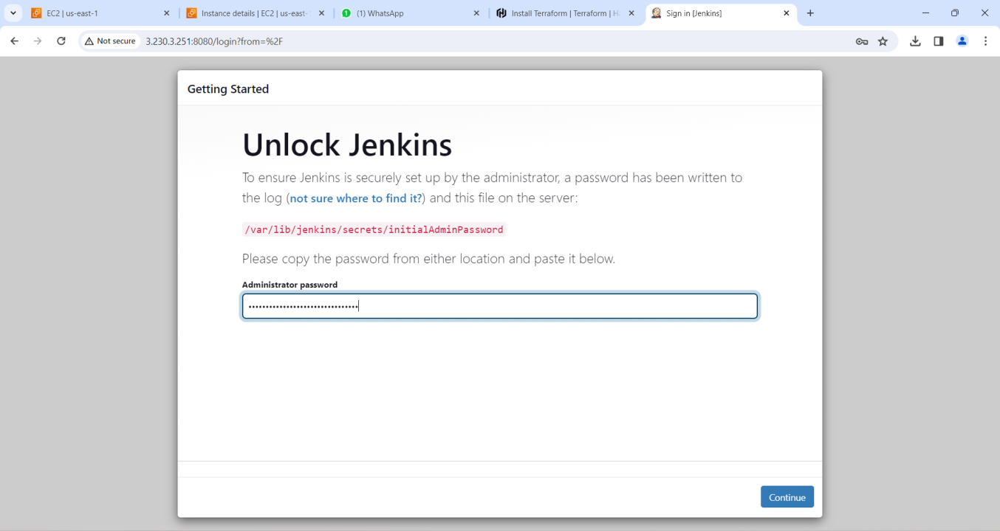 EC2 | us-east-1
Instance details | EC2 | us-east-
(1) WhatsApp
Install Terraform | Terraform | H
Sign in [Jenkins]
Not secure
3.230.3.251:8080/login?from=%2F
Getting Started
Unlock Jenkins
To ensure Jenkins is securely set up by the administrator, a password has been written to
the log (not sure where to find it?) and this file on the server:
/var/lib/jenkins/secrets/initialAdminPassword
Please copy the password from either location and paste it below.
Administrator password
Continue